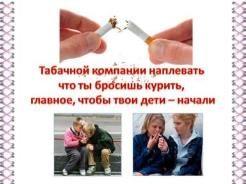 Табачной компании наплевать
что ты бросишь курить,
главное, чтобы твои дети – начали